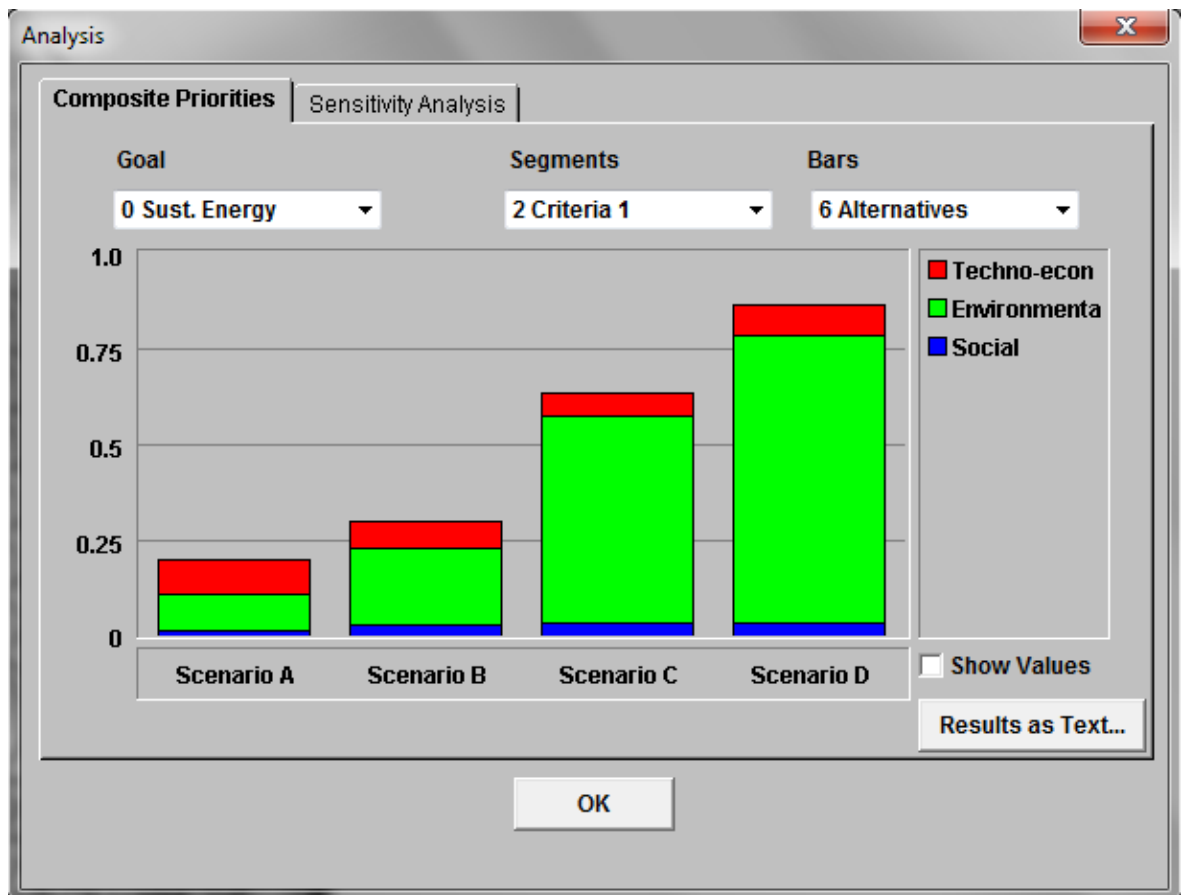 Analysis
Composite Priorities
Sensitivity Analysis
Goal
Segments
Bars
0 Sust. Energy
2 Criteria 1
6 Alternatives
1.0
0.75
0.5
0.25
0
Techno-econ
Environmenta
Social
Scenario A
Scenario B
Scenario C
Scenario D
Show Values
Results as Text...
OK